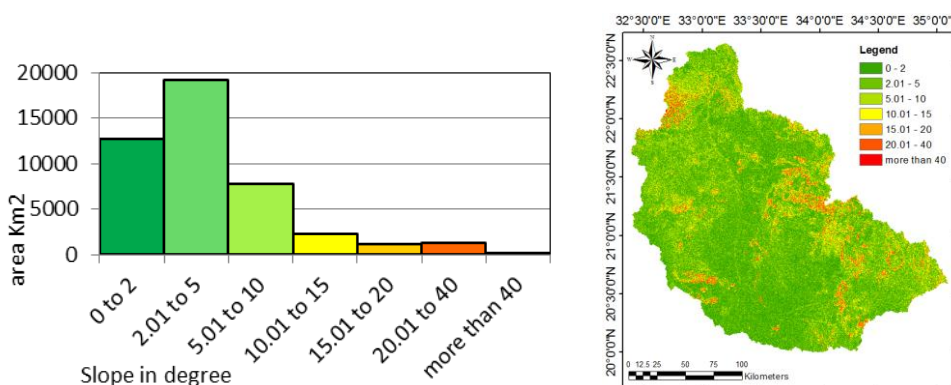 20000
15000
10000
5000
0
area Km2
0 to 2
2.01 to 5
5.01 to 10
10.01 to 15
15.01 to 20
20.01 to 40
more than 40
Slope in degree
32°30'0"E 33°0'0"E 33°30'0"E 34°0'0"E 34°30'0"E 35°0'0"E
22°30'0"N
22°0'0"N
21°30'0"N
21°0'0"N
20°30'0"N
20°0'0"N
N
W E
S
Legend
0 - 2
2.01 - 5
5.01 - 10
10.01 - 15
15.01 - 20
20.01 - 40
more than 40
0 12.5 25 50 75 100
Kilometers